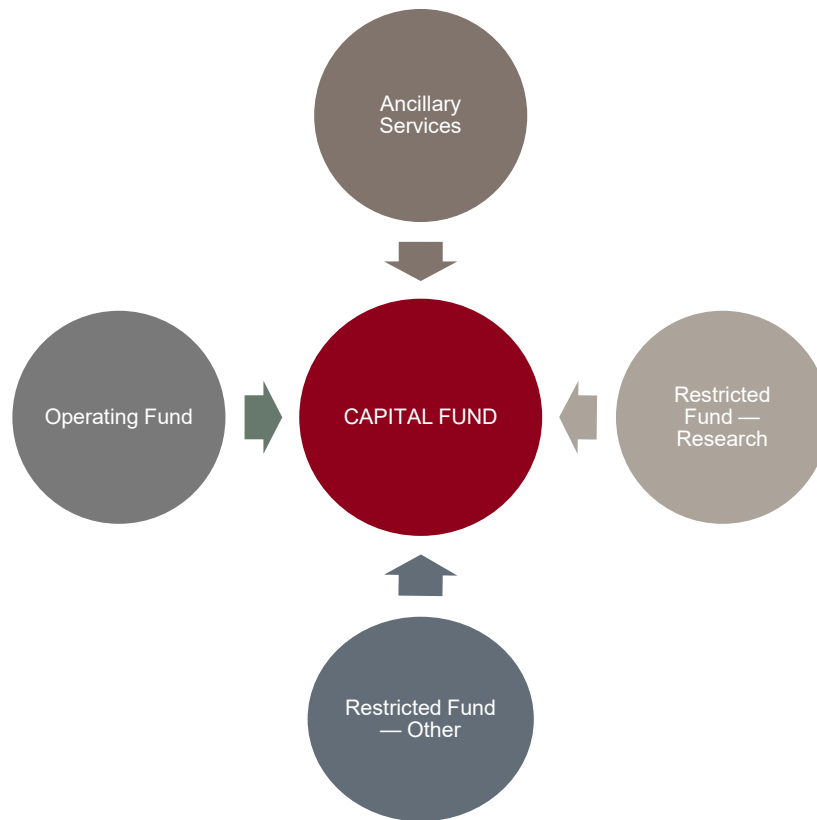 Ancillary
Services
Operating Fund
CAPITAL FUND
Restricted
Fund —
Research
Restricted Fund
— Other